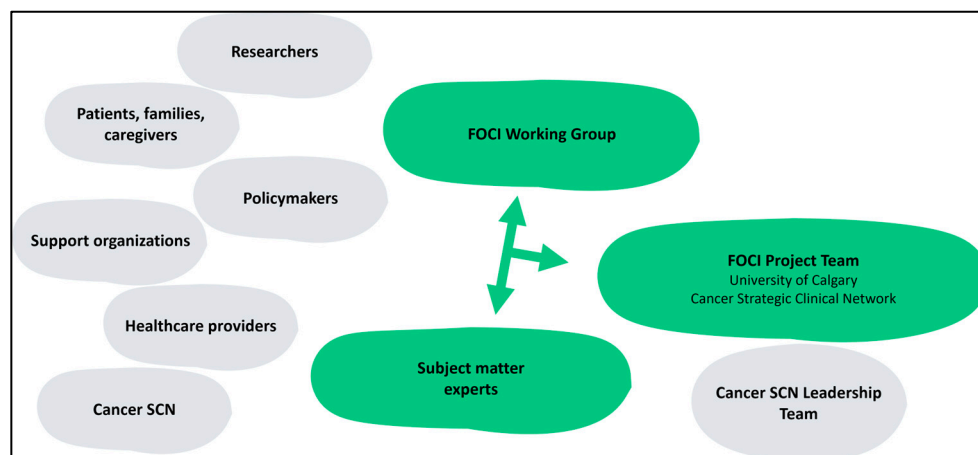 Researchers
Patients, families,
caregivers
Policymakers
Support organizations
Healthcare providers
Cancer SCN
FOCI Working Group
FOCI Project Team
University of Calgary
Cancer Strategic Clinical Network
Subject matter
experts
Cancer SCN Leadership
Team